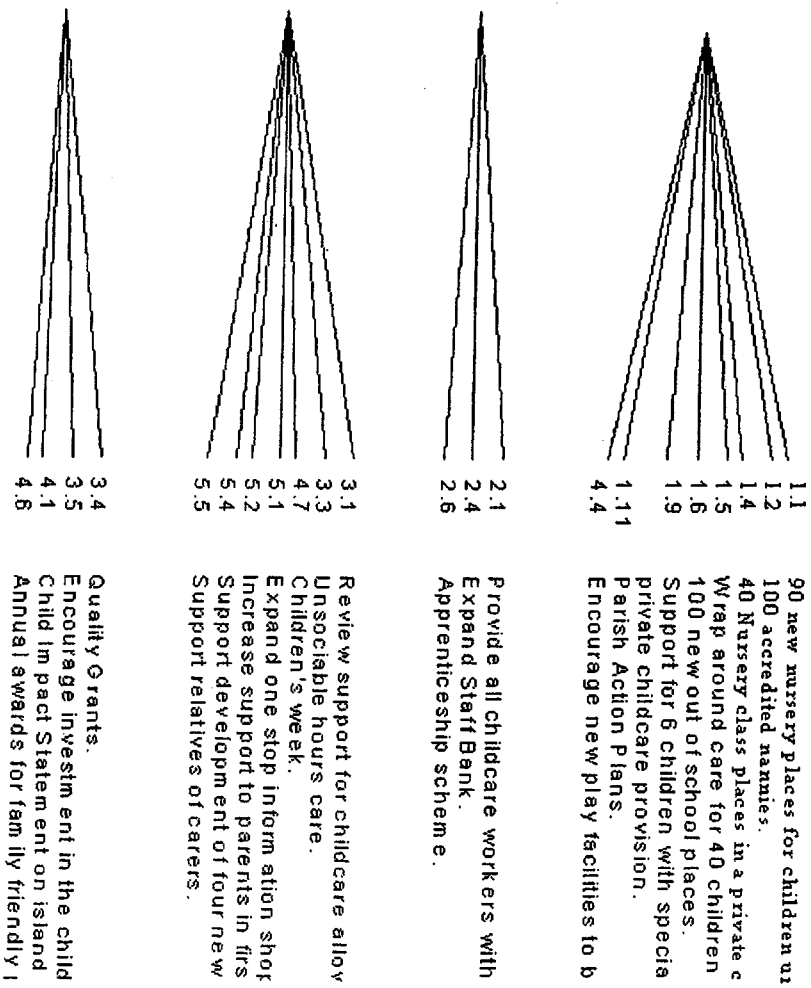 1.1 90 new nursery places for children
1.2 100 accredited nannies.
1.4 40 Nursery class places in a private c
1.5 Wrap around care for 40 children
1.6 100 new out of school places.
1.9 Support for 6 children with specia
private childcare provision.
1.11 Parish Action Plans.
4.4 Encourage new play facilities to b
2.1 Provide all childcare workers with
2.4 Expand Staff Bank.
2.6 Apprenticeship scheme.
3.1 Review support for childcare allow
3.3 Unsociable hours care.
4.7 Children's week.
5.1 Expand one stop information shop
5.2 Increase support to parents in firs
5.4 Support development of four new
5.5 Support relatives of carers.
3.4 Quality Grants.
3.5 Encourage investment in the child
4.1 Child Impact Statement on island
4.6 Annual awards for family friendly